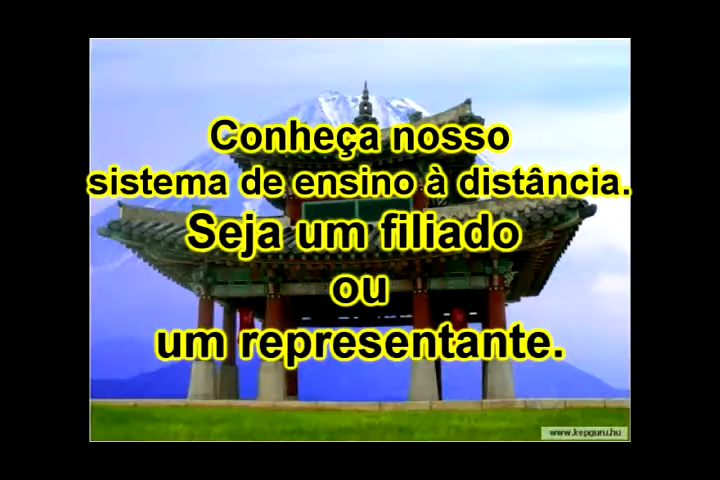 Conheça nosso
sistema de ensino à distância.
Seja um filiado
ou
um representante.
www.kepguru.hu